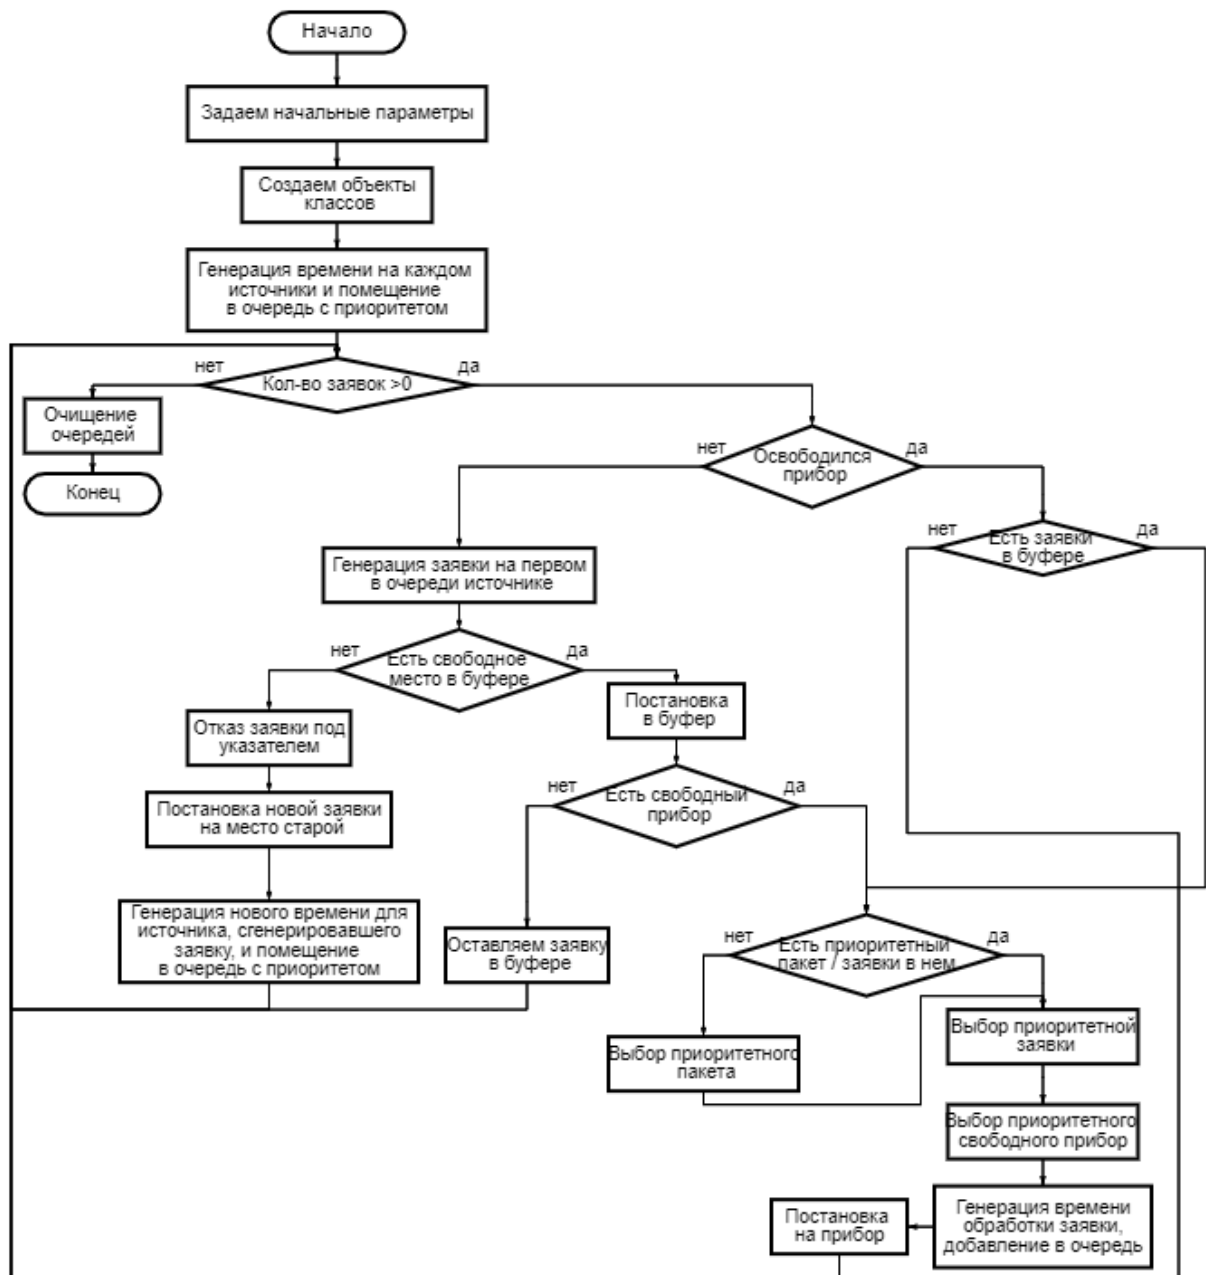 Начало
Задаем начальные параметры
Создаем объекты
классов
Генерация времени на каждом
источники и помещение
в очередь с приоритетом
нет
да
Кол-во заявок >0
Очищение
очередей
Конец
нет
да
Освободился
прибор
нет
да
Есть заявки
в буфере
Генерация заявки на первом
в очереди источнике
нет
да
Есть свободное
место в буфере
Отказ заявки под
указателем
Постановка
в буфер
Постановка новой заявки
на место старой
нет
да
Есть свободный
прибор
Генерация нового времени для
источника, сгенерировавшего
заявку, и помещение
в очередь с приоритетом
Оставляем заявку
в буфере
нет
да
Есть приоритетный
пакет / заявки в нем
Выбор приоритетного
пакета
Выбор приоритетной
заявки
Выбор приоритетного
свободного прибор
Генерация времени
обработки заявки,
добавление в очередь
Постановка
на прибор